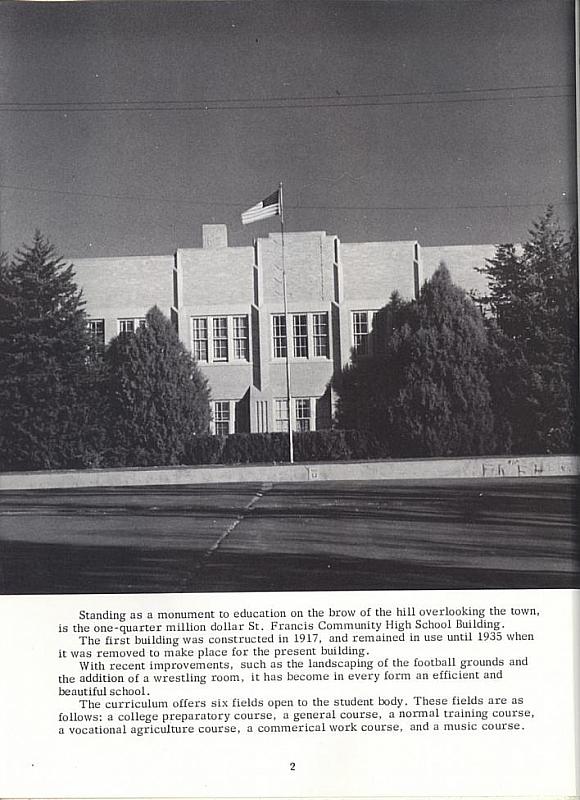 Standing as a monument to education on the brow of the hill overlooking the town,
is the one-quarter million dollar St. Francis Community High School Building.
The first building was constructed in 1917, and remained in use until 1935 when
it was removed to make place for the present building.
With recent improvements, such as the landscaping of the football grounds and
the addition of a wrestling room, it has become in every form an efficient and
beautiful school.
The curriculum offers six fields open to the student body. These fields are as
follows: a college preparatory course, a general course, a normal training course,
a vocational agriculture course, a commerical work course, and a music course.
2